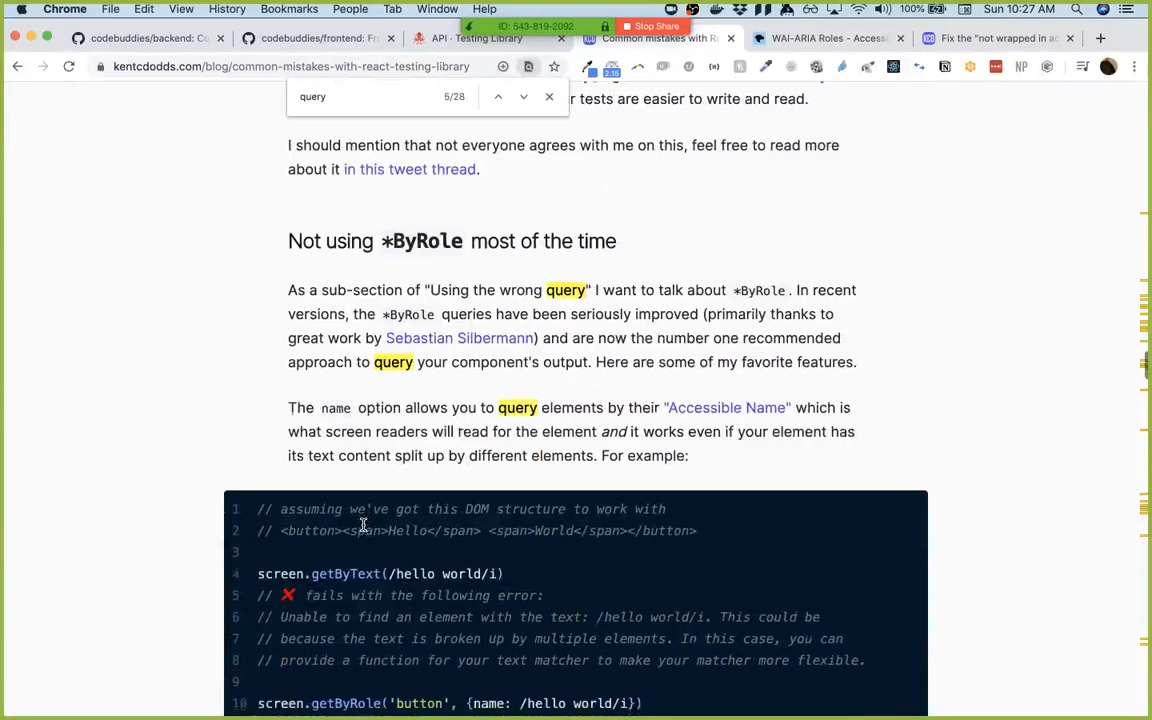 Chrome File Edit View History Bookmarks People Tab Window Help 100% Sun 10:27 AM
ID: 543-819-2092 Stop Share
codebuddies/backend: Co codebuddies/frontend: Fr API · Testing Library Common mistakes with R WAI-ARIA Roles - Access Fix the "not wrapped in ac
kentcdodds.com/blog/common-mistakes-with-react-testing-library
query 5/28
r tests are easier to write and read.
I should mention that not everyone agrees with me on this, feel free to read more
about it in this tweet thread.
Not using *ByRole most of the time
As a sub-section of "Using the wrong query" I want to talk about *ByRole. In recent
versions, the *ByRole queries have been seriously improved (primarily thanks to
great work by Sebastian Silbermann) and are now the number one recommended
approach to query your component's output. Here are some of my favorite features.
The name option allows you to query elements by their "Accessible Name" which is
what screen readers will read for the element and it works even if your element has
its text content split up by different elements. For example:
1 // assuming we've got this DOM structure to work with
2 // <button><span>Hello</span> <span>World</span></button>
3
4 screen.getByText(/hello world/i)
5 // ❌ fails with the following error:
6 // Unable to find an element with the text: /hello world/i. This could be
7 // because the text is broken up by multiple elements. In this case, you can
8 // provide a function for your text matcher to make your matcher more flexible.
9
10 screen.getByRole('button', {name: /hello world/i})